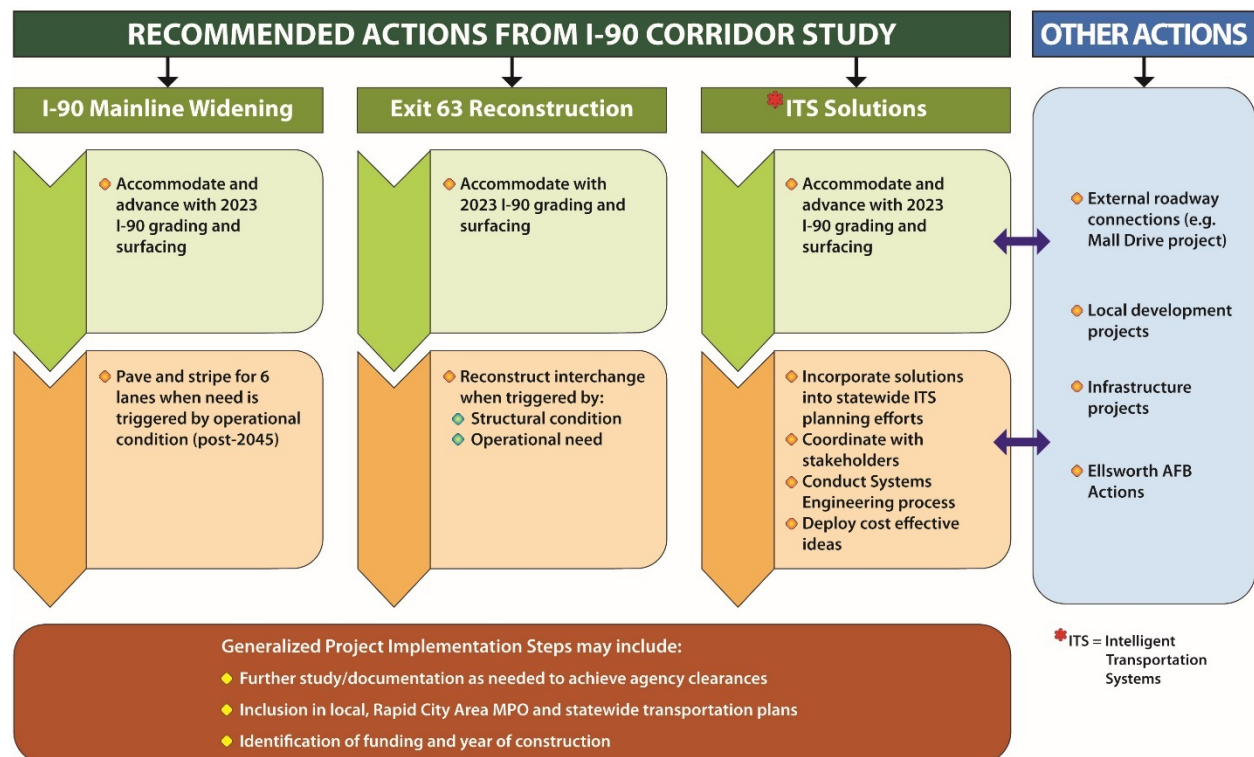 RECOMMENDED ACTIONS FROM I-90 CORRIDOR STUDY
OTHER ACTIONS
I-90 Mainline Widening
Accommodate and
advance with 2023
I-90 grading and
surfacing
Pave and stripe for 6
lanes when need is
triggered by operational
condition (post-2045)
Exit 63 Reconstruction
Accommodate with
2023 I-90 grading and
surfacing
Reconstruct interchange
when triggered by:
Structural condition
Operational need
*ITS Solutions
Accommodate and
advance with 2023
I-90 grading and
surfacing
Incorporate solutions
into statewide ITS
planning efforts
Coordinate with
stakeholders
Conduct Systems
Engineering process
Deploy cost effective
ideas
External roadway
connections (e.g.
Mall Drive project)
Local development
projects
Infrastructure
projects
Ellsworth AFB
Actions
Generalized Project Implementation Steps may include:
Further study/documentation as needed to achieve agency clearances
Inclusion in local, Rapid City Area MPO and statewide transportation plans
Identification of funding and year of construction
*ITS = Intelligent
Transportation
Systems